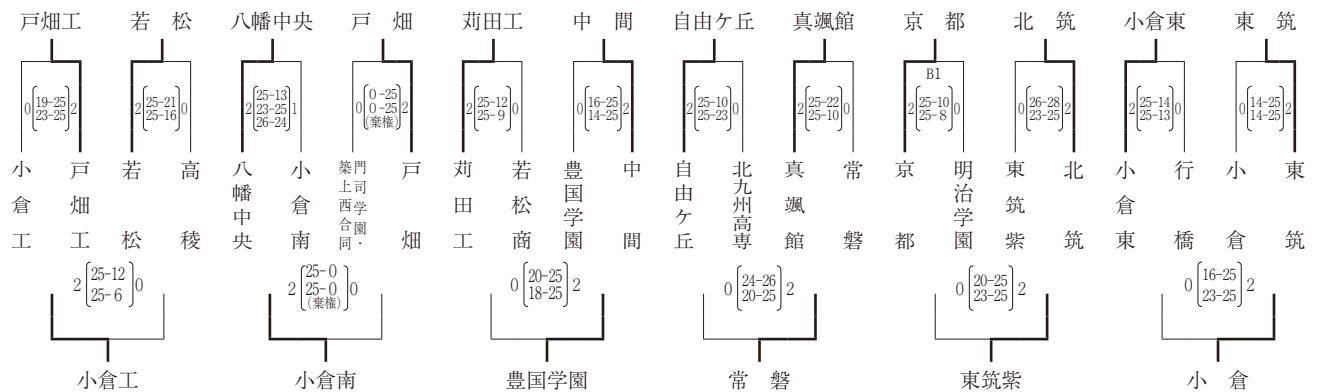 戸畑工 若 松 八幡中央 戸 畑 苅田工 中 間 自由ケ丘 真颯館 京 都 北 筑 小倉東 東 筑
B1
0 19-25 23-25 2
2 25-21 25-16 0
2 25-13 23-25 26-24 1
0 0-25 0-25 (棄権) 2
2 25-12 25-9 0
0 16-25 14-25 2
2 25-10 25-23 0
2 25-22 25-10 0
2 25-10 25-8 0
0 26-28 23-25 2
2 25-14 25-13 0
0 14-25 14-25 2
小倉工
戸畑工
若松
高稜
八幡中央
小倉南
門司学園・
築上西合同
戸畑
苅田工
若松商
豊国学園
中間
自由ケ丘
北九州高専
真颯館
常磐
京都
明治学園
東筑紫
北筑
小倉東
行橋
小倉
東筑
2 25-12 25-6 0
2 25-0 25-0 (棄権) 0
0 20-25 18-25 2
0 24-26 20-25 2
0 20-25 23-25 2
0 16-25 23-25 2
小倉工 小倉南 豊国学園 常 磐 東筑紫 小 倉